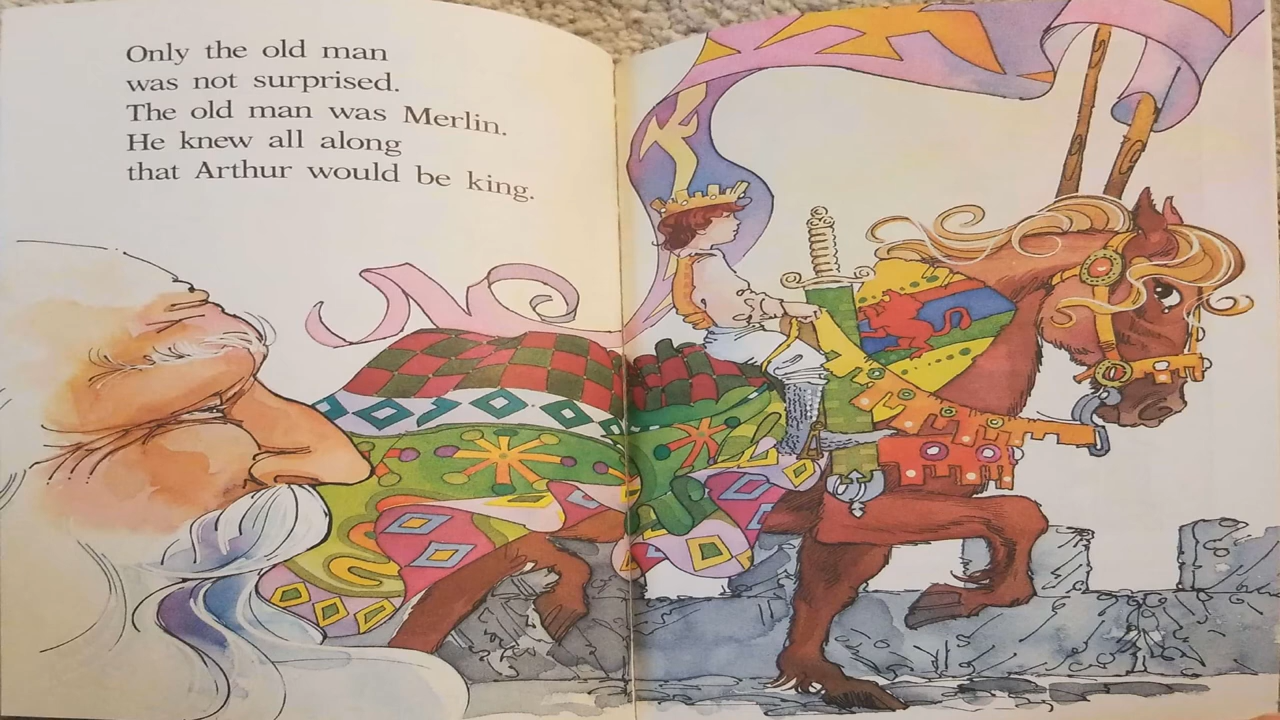 Only the old man
was not surprised.
The old man was Merlin.
He knew all along
that Arthur would be king.